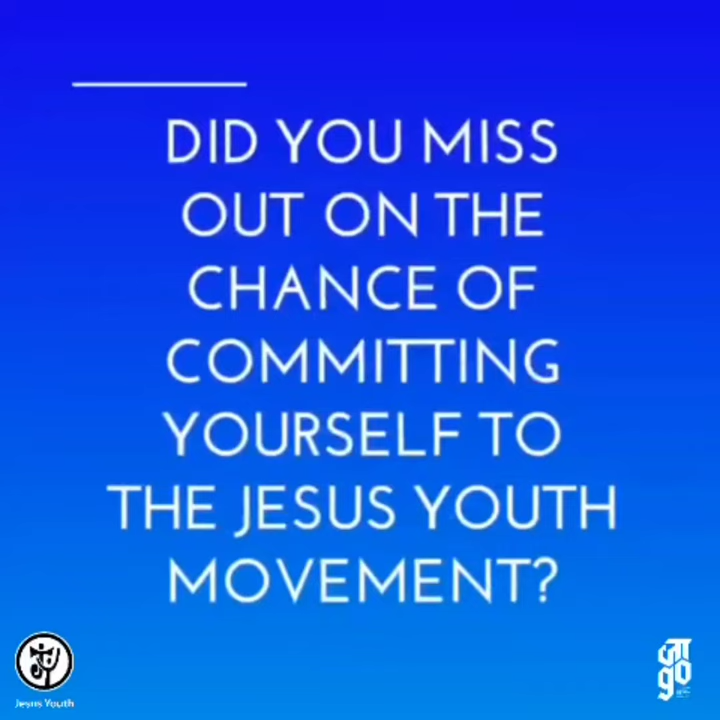 DID YOU MISS
OUT ON THE
CHANCE OF
COMMITTING
YOURSELF TO
THE JESUS YOUTH
MOVEMENT?
Jesus Youth